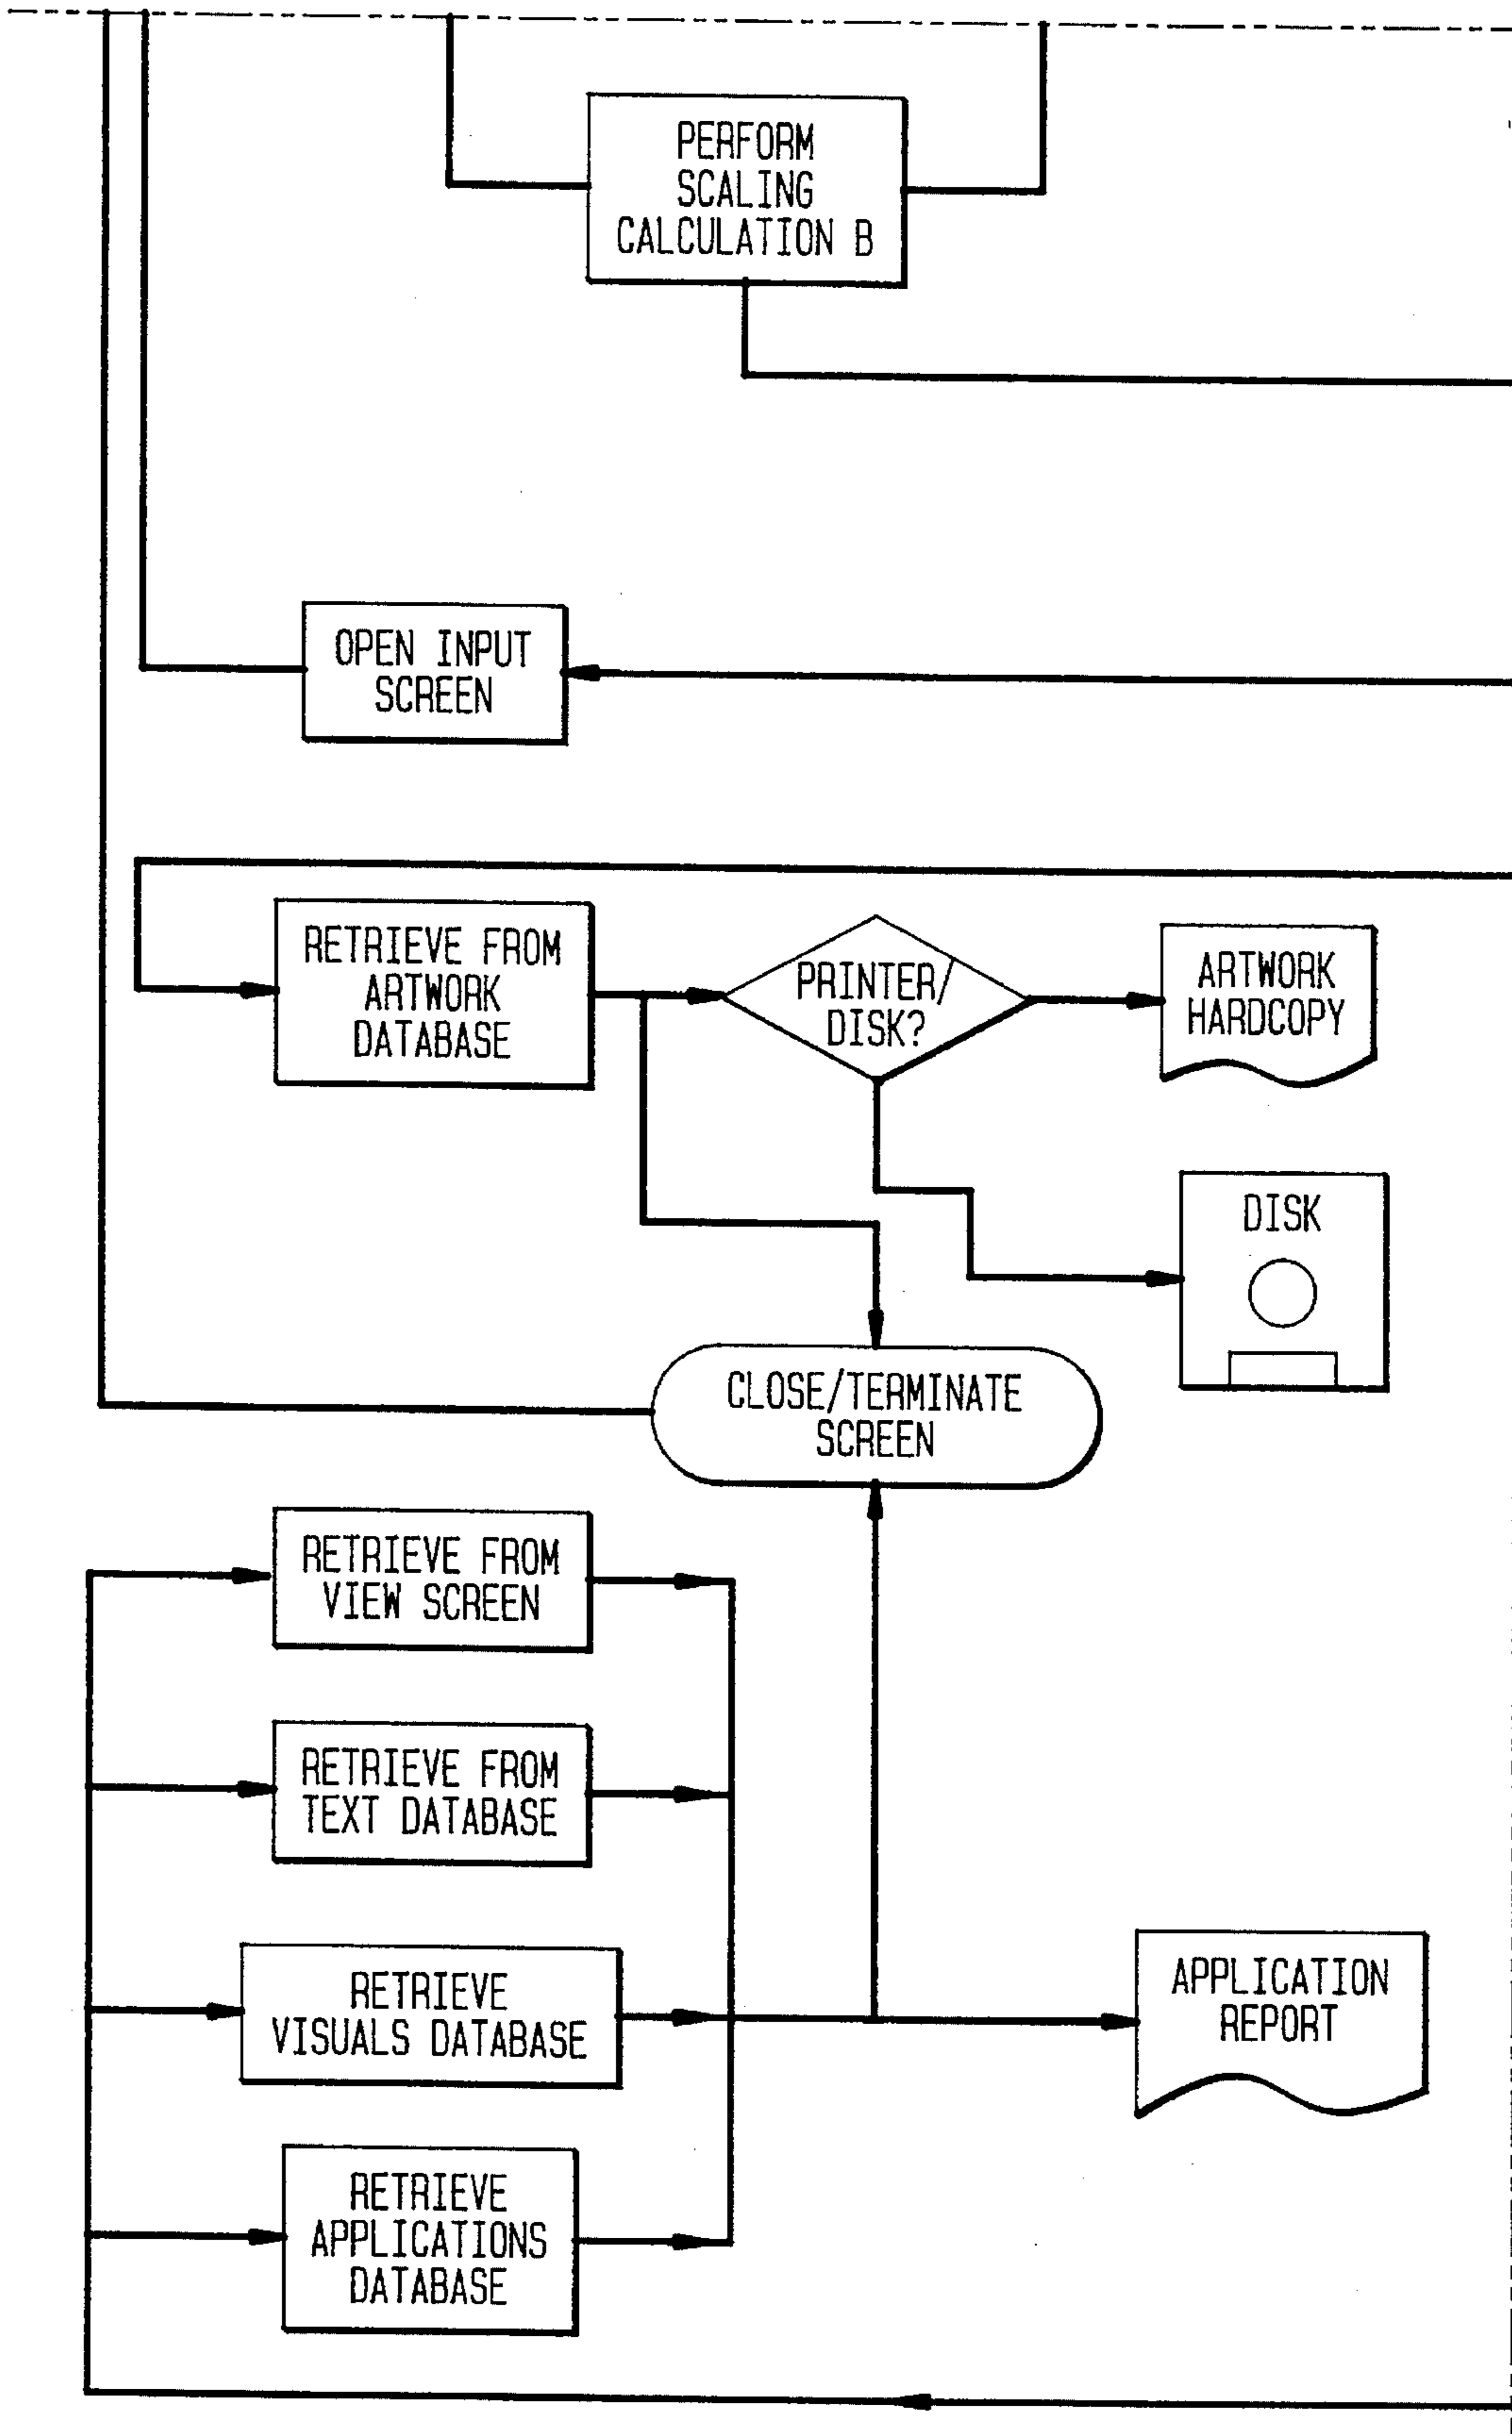 PERFORM
SCALING
CALCULATION B
OPEN INPUT
SCREEN
RETRIEVE FROM
ARTWORK
DATABASE
PRINTER/
DISK?
ARTWORK
HARDCOPY
DISK
CLOSE/TERMINATE
SCREEN
RETRIEVE FROM
VIEW SCREEN
RETRIEVE FROM
TEXT DATABASE
RETRIEVE
VISUALS DATABASE
APPLICATION
REPORT
RETRIEVE
APPLICATIONS
DATABASE